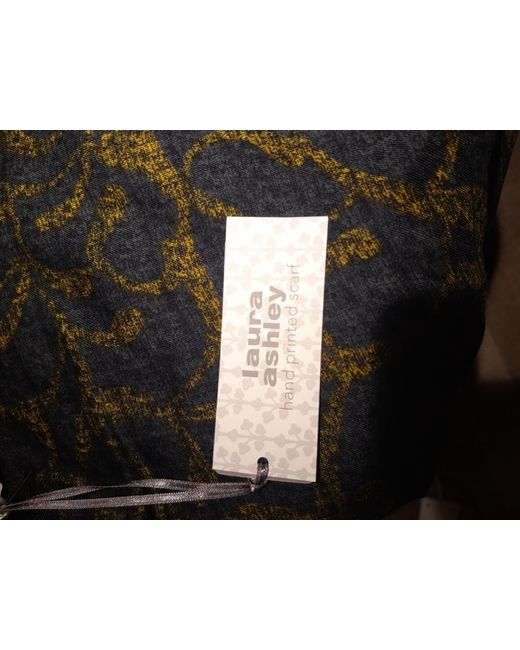 laura
ashley
hand printed scarf